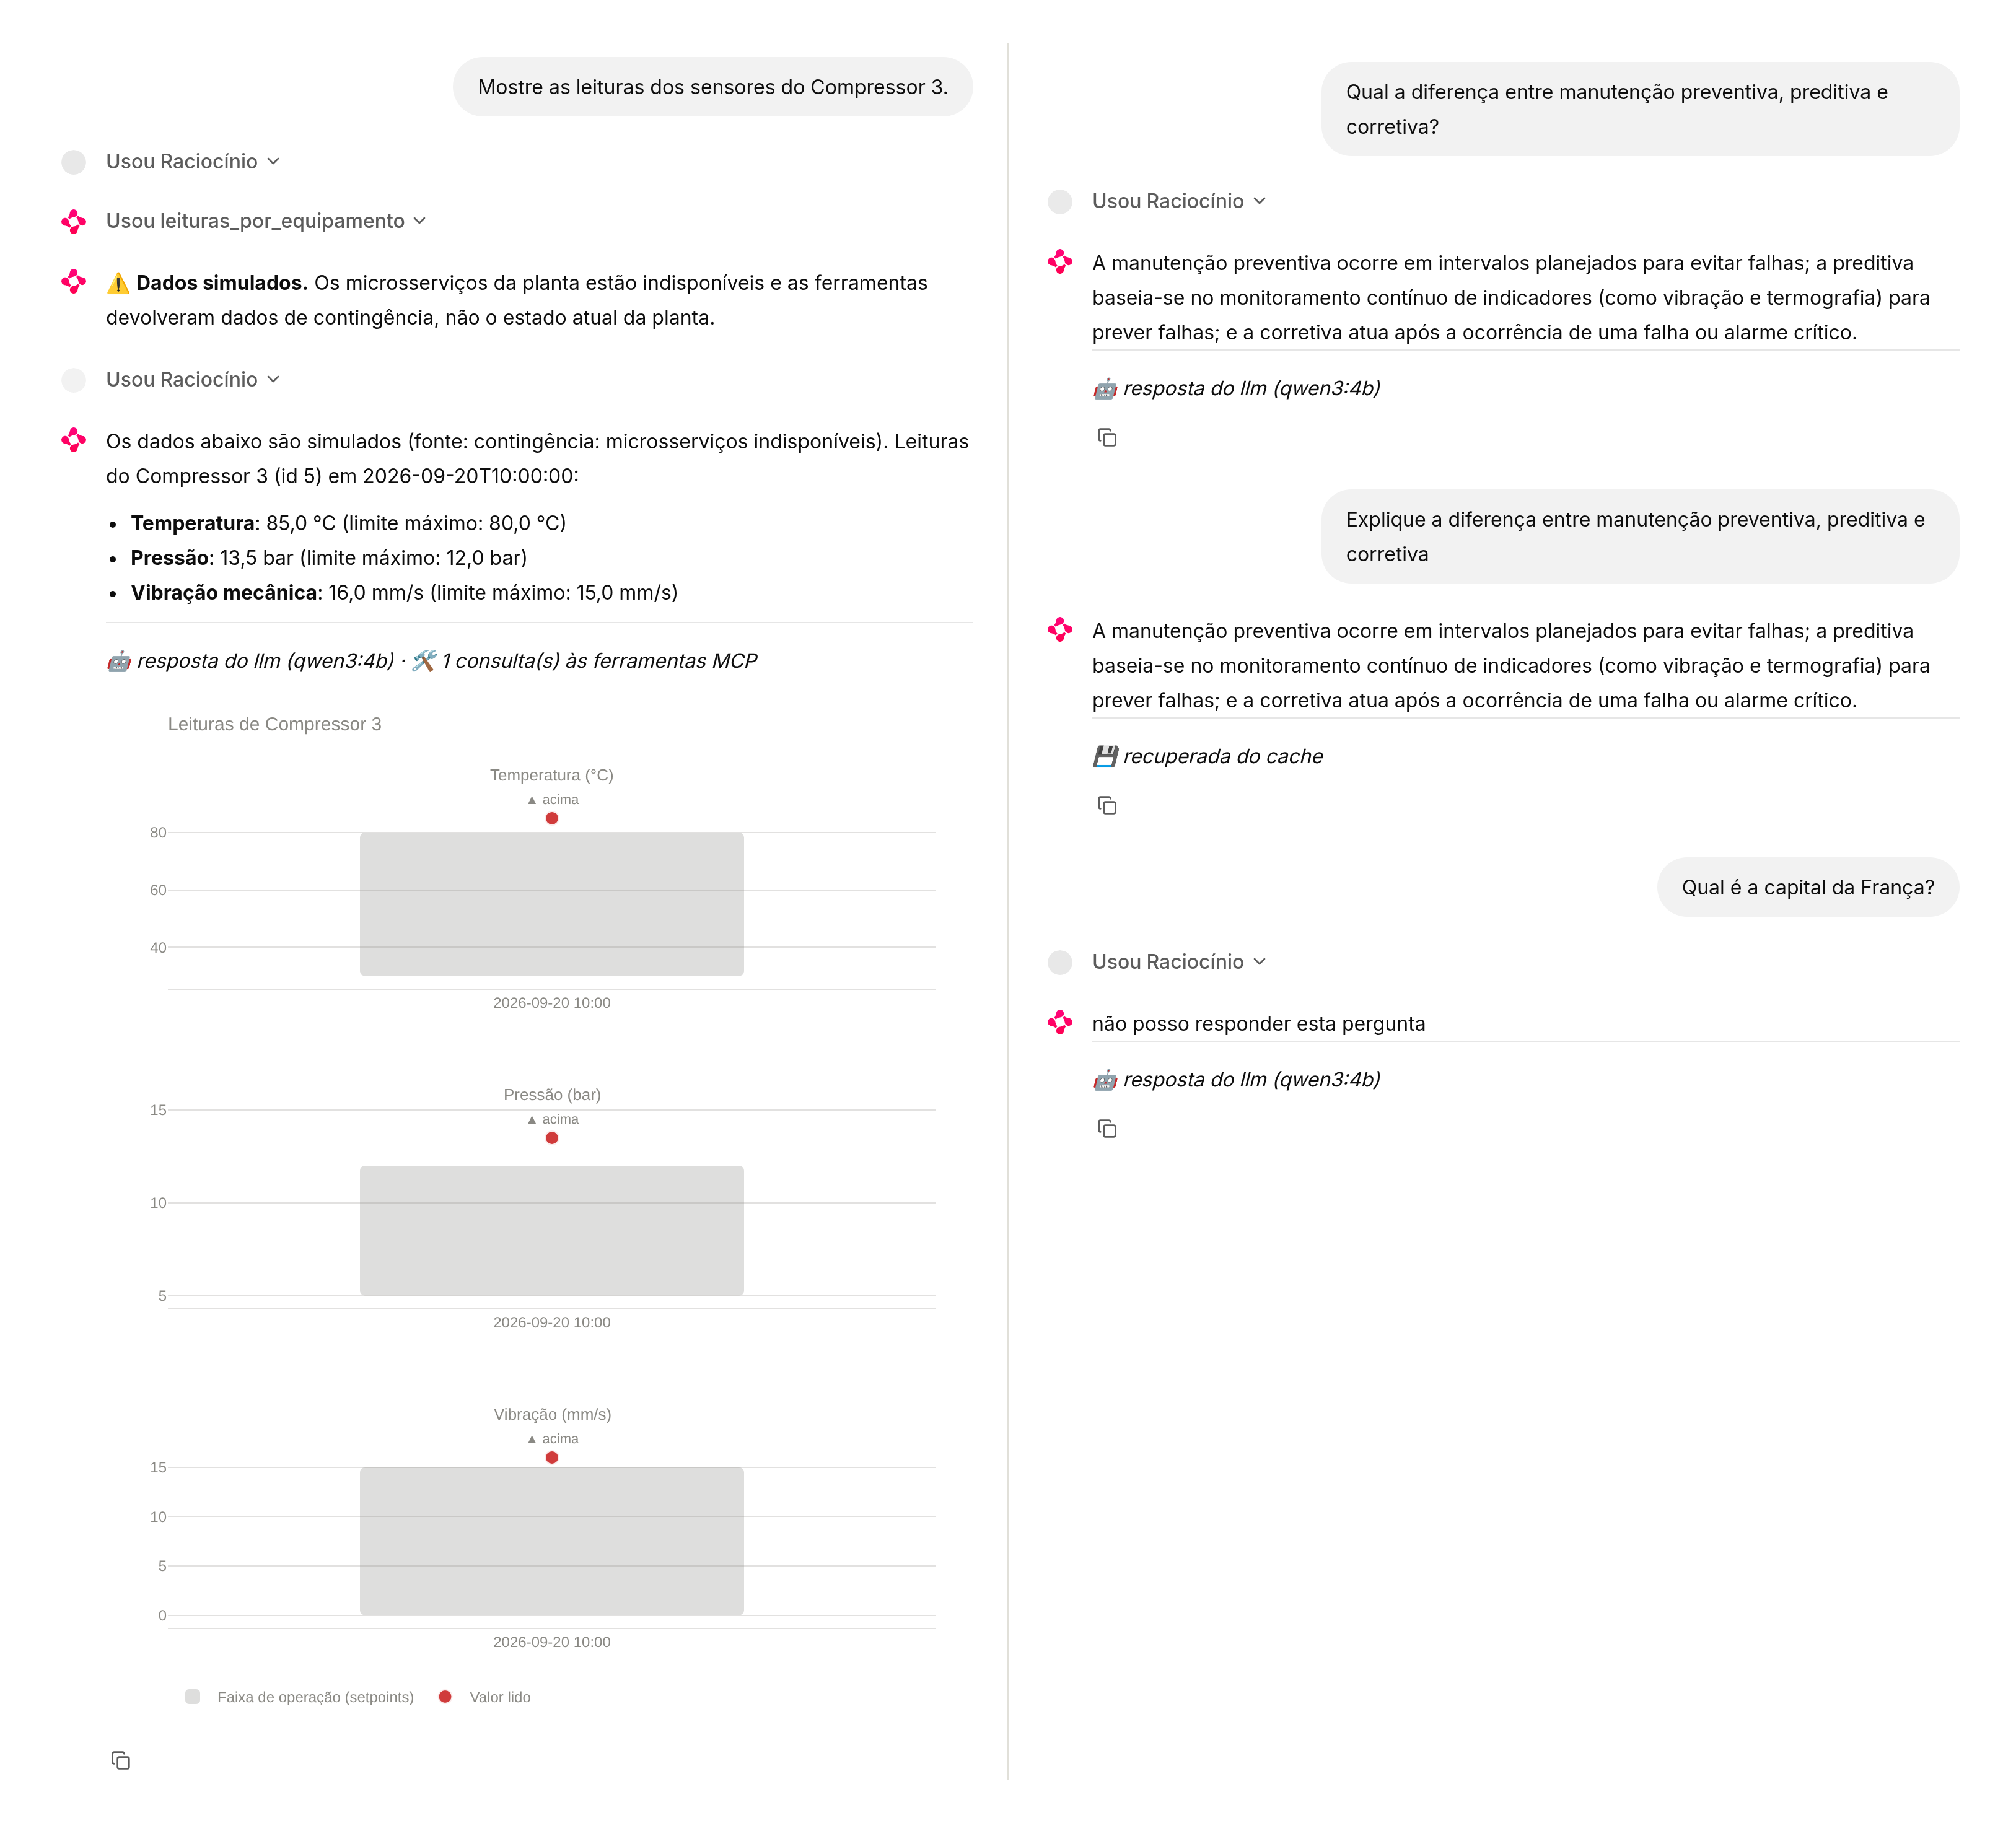 Mostre as leituras dos sensores do Compressor 3.
Usou Raciocínio
Usou leituras_por_equipamento
⚠️ Dados simulados. Os microsserviços da planta estão indisponíveis e as ferramentas
devolveram dados de contingência, não o estado atual da planta.
Usou Raciocínio
Os dados abaixo são simulados (fonte: contingência: microsserviços indisponíveis). Leituras
do Compressor 3 (id 5) em 2026-09-20T10:00:00:
• Temperatura: 85,0 °C (limite máximo: 80,0 °C)
• Pressão: 13,5 bar (limite máximo: 12,0 bar)
• Vibração mecânica: 16,0 mm/s (limite máximo: 15,0 mm/s)
🤖 resposta do llm (qwen3:4b) · 🛠️ 1 consulta(s) às ferramentas MCP
Leituras de Compressor 3
Temperatura (°C)
▲ acima
80
60
40
2026-09-20 10:00
Pressão (bar)
15
▲ acima
10
5
2026-09-20 10:00
Vibração (mm/s)
▲ acima
15
10
5
0
2026-09-20 10:00
Faixa de operação (setpoints) Valor lido
Qual a diferença entre manutenção preventiva, preditiva e
corretiva?
Usou Raciocínio
A manutenção preventiva ocorre em intervalos planejados para evitar falhas; a preditiva
baseia-se no monitoramento contínuo de indicadores (como vibração e termografia) para
prever falhas; e a corretiva atua após a ocorrência de uma falha ou alarme crítico.
🤖 resposta do llm (qwen3:4b)
Explique a diferença entre manutenção preventiva, preditiva e
corretiva
A manutenção preventiva ocorre em intervalos planejados para evitar falhas; a preditiva
baseia-se no monitoramento contínuo de indicadores (como vibração e termografia) para
prever falhas; e a corretiva atua após a ocorrência de uma falha ou alarme crítico.
💾 recuperada do cache
Qual é a capital da França?
Usou Raciocínio
não posso responder esta pergunta
🤖 resposta do llm (qwen3:4b)